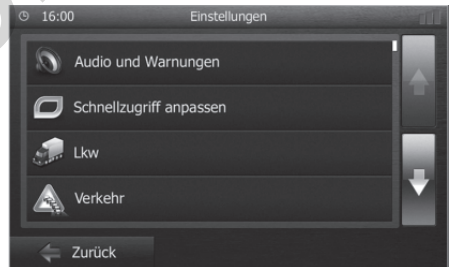 16:00 Einstellungen
Audio und Warnungen
Schnellzugriff anpassen
Lkw
Verkehr
Zurück